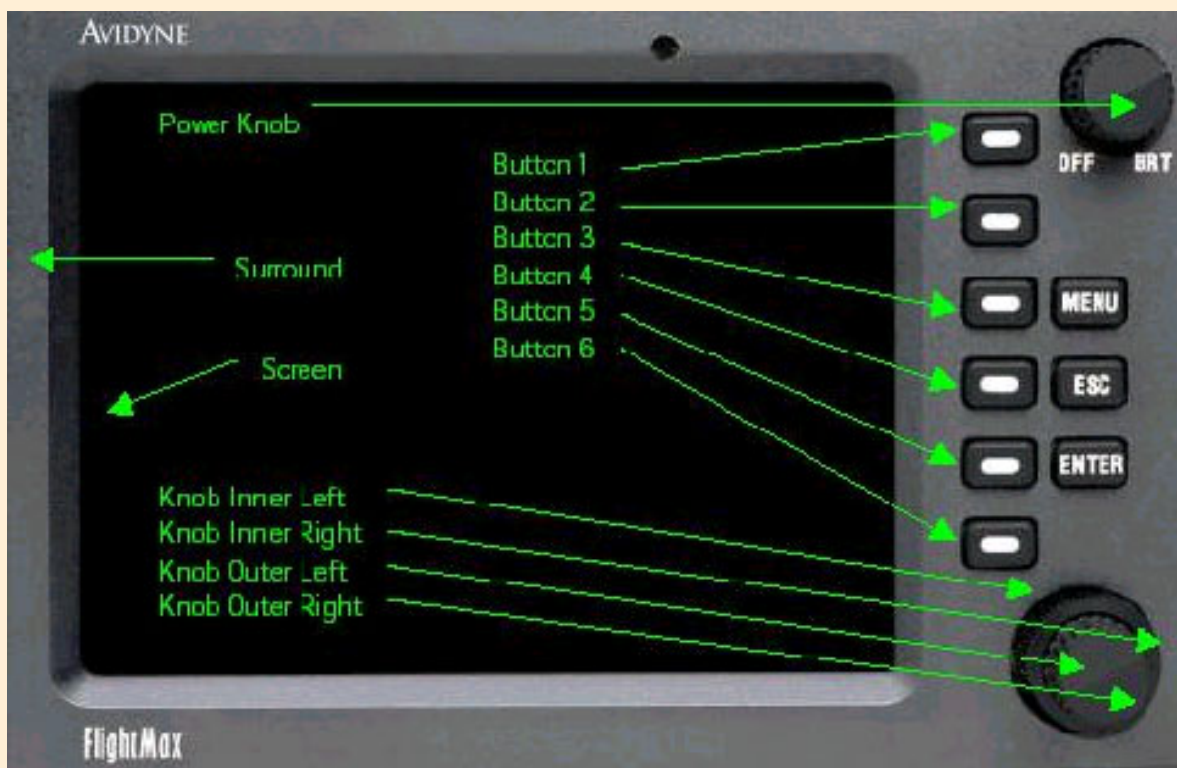 AVIDYNE
Power Knob
OFF BRT
Button 1
Button 2
Button 3
Surround
Button 4
MENU
Button 5
Button 6
Screen
ESC
ENTER
Knob Inner Left
Knob Inner Right
Knob Outer Left
Knob Outer Right
FlightMax